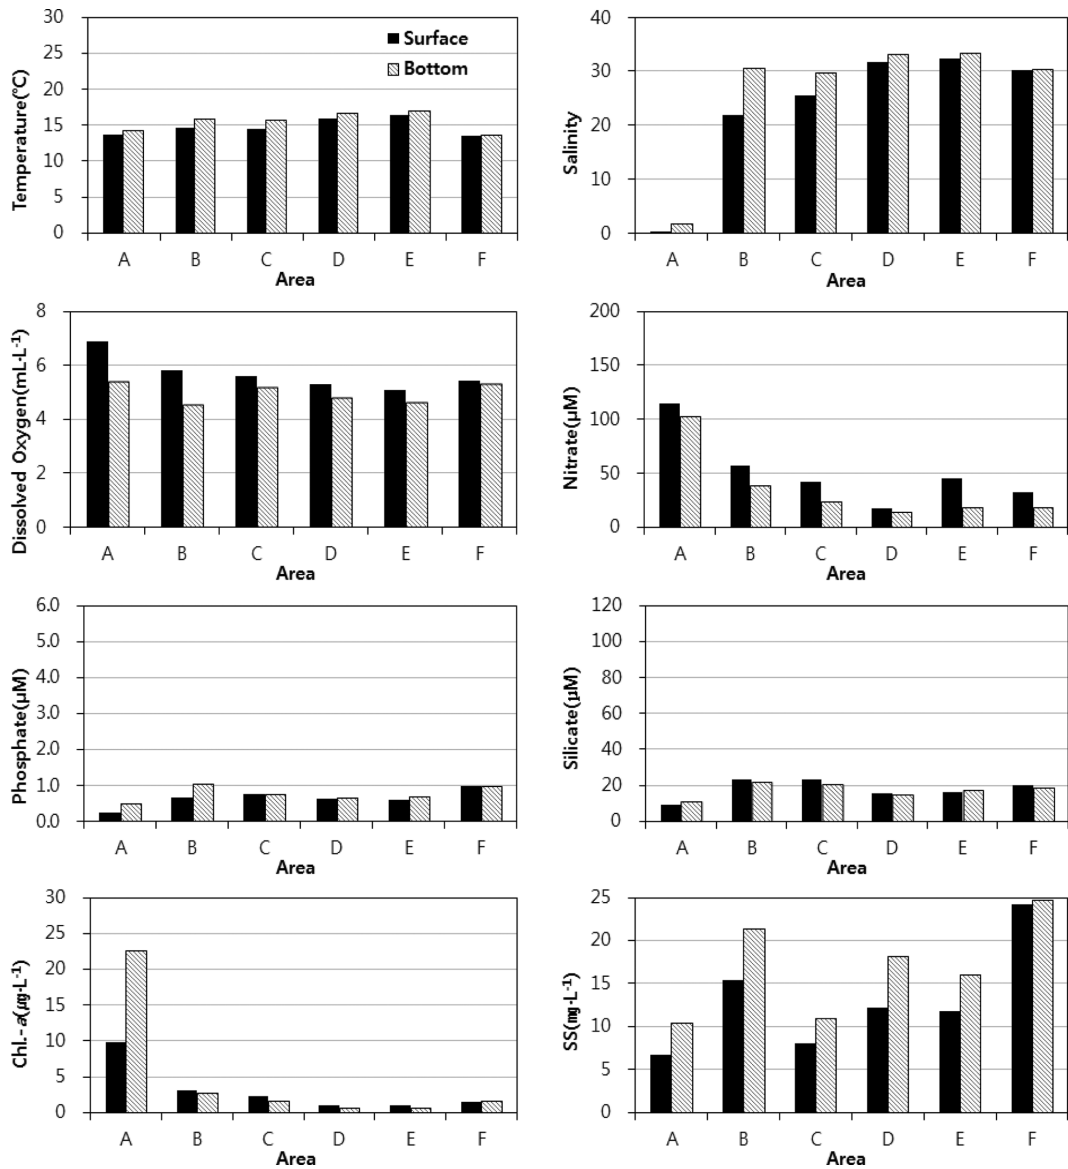 Temperature(℃)
30
25
20
15
10
5
0
Surface
Bottom
A B C D E F
Area
Salinity
40
30
20
10
0
A B C D E F
Area
Dissolved Oxygen(mL·L-1)
8
6
4
2
0
A B C D E F
Area
Nitrate(μM)
200
150
100
50
0
A B C D E F
Area
Phosphate(μM)
6.0
5.0
4.0
3.0
2.0
1.0
0.0
A B C D E F
Area
Silicate(μM)
120
100
80
60
40
20
0
A B C D E F
Area
Chl.-a(㎍·L-1)
30
25
20
15
10
5
0
A B C D E F
Area
SS(㎎·L-1)
25
20
15
10
5
0
A B C D E F
Area